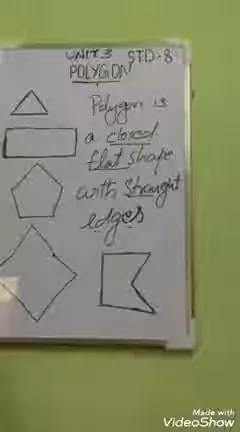 UNIT 3 STD-8
POLYGON
Polygon is
a closed
flat shape
with straight
edges
Made with
VideoShow